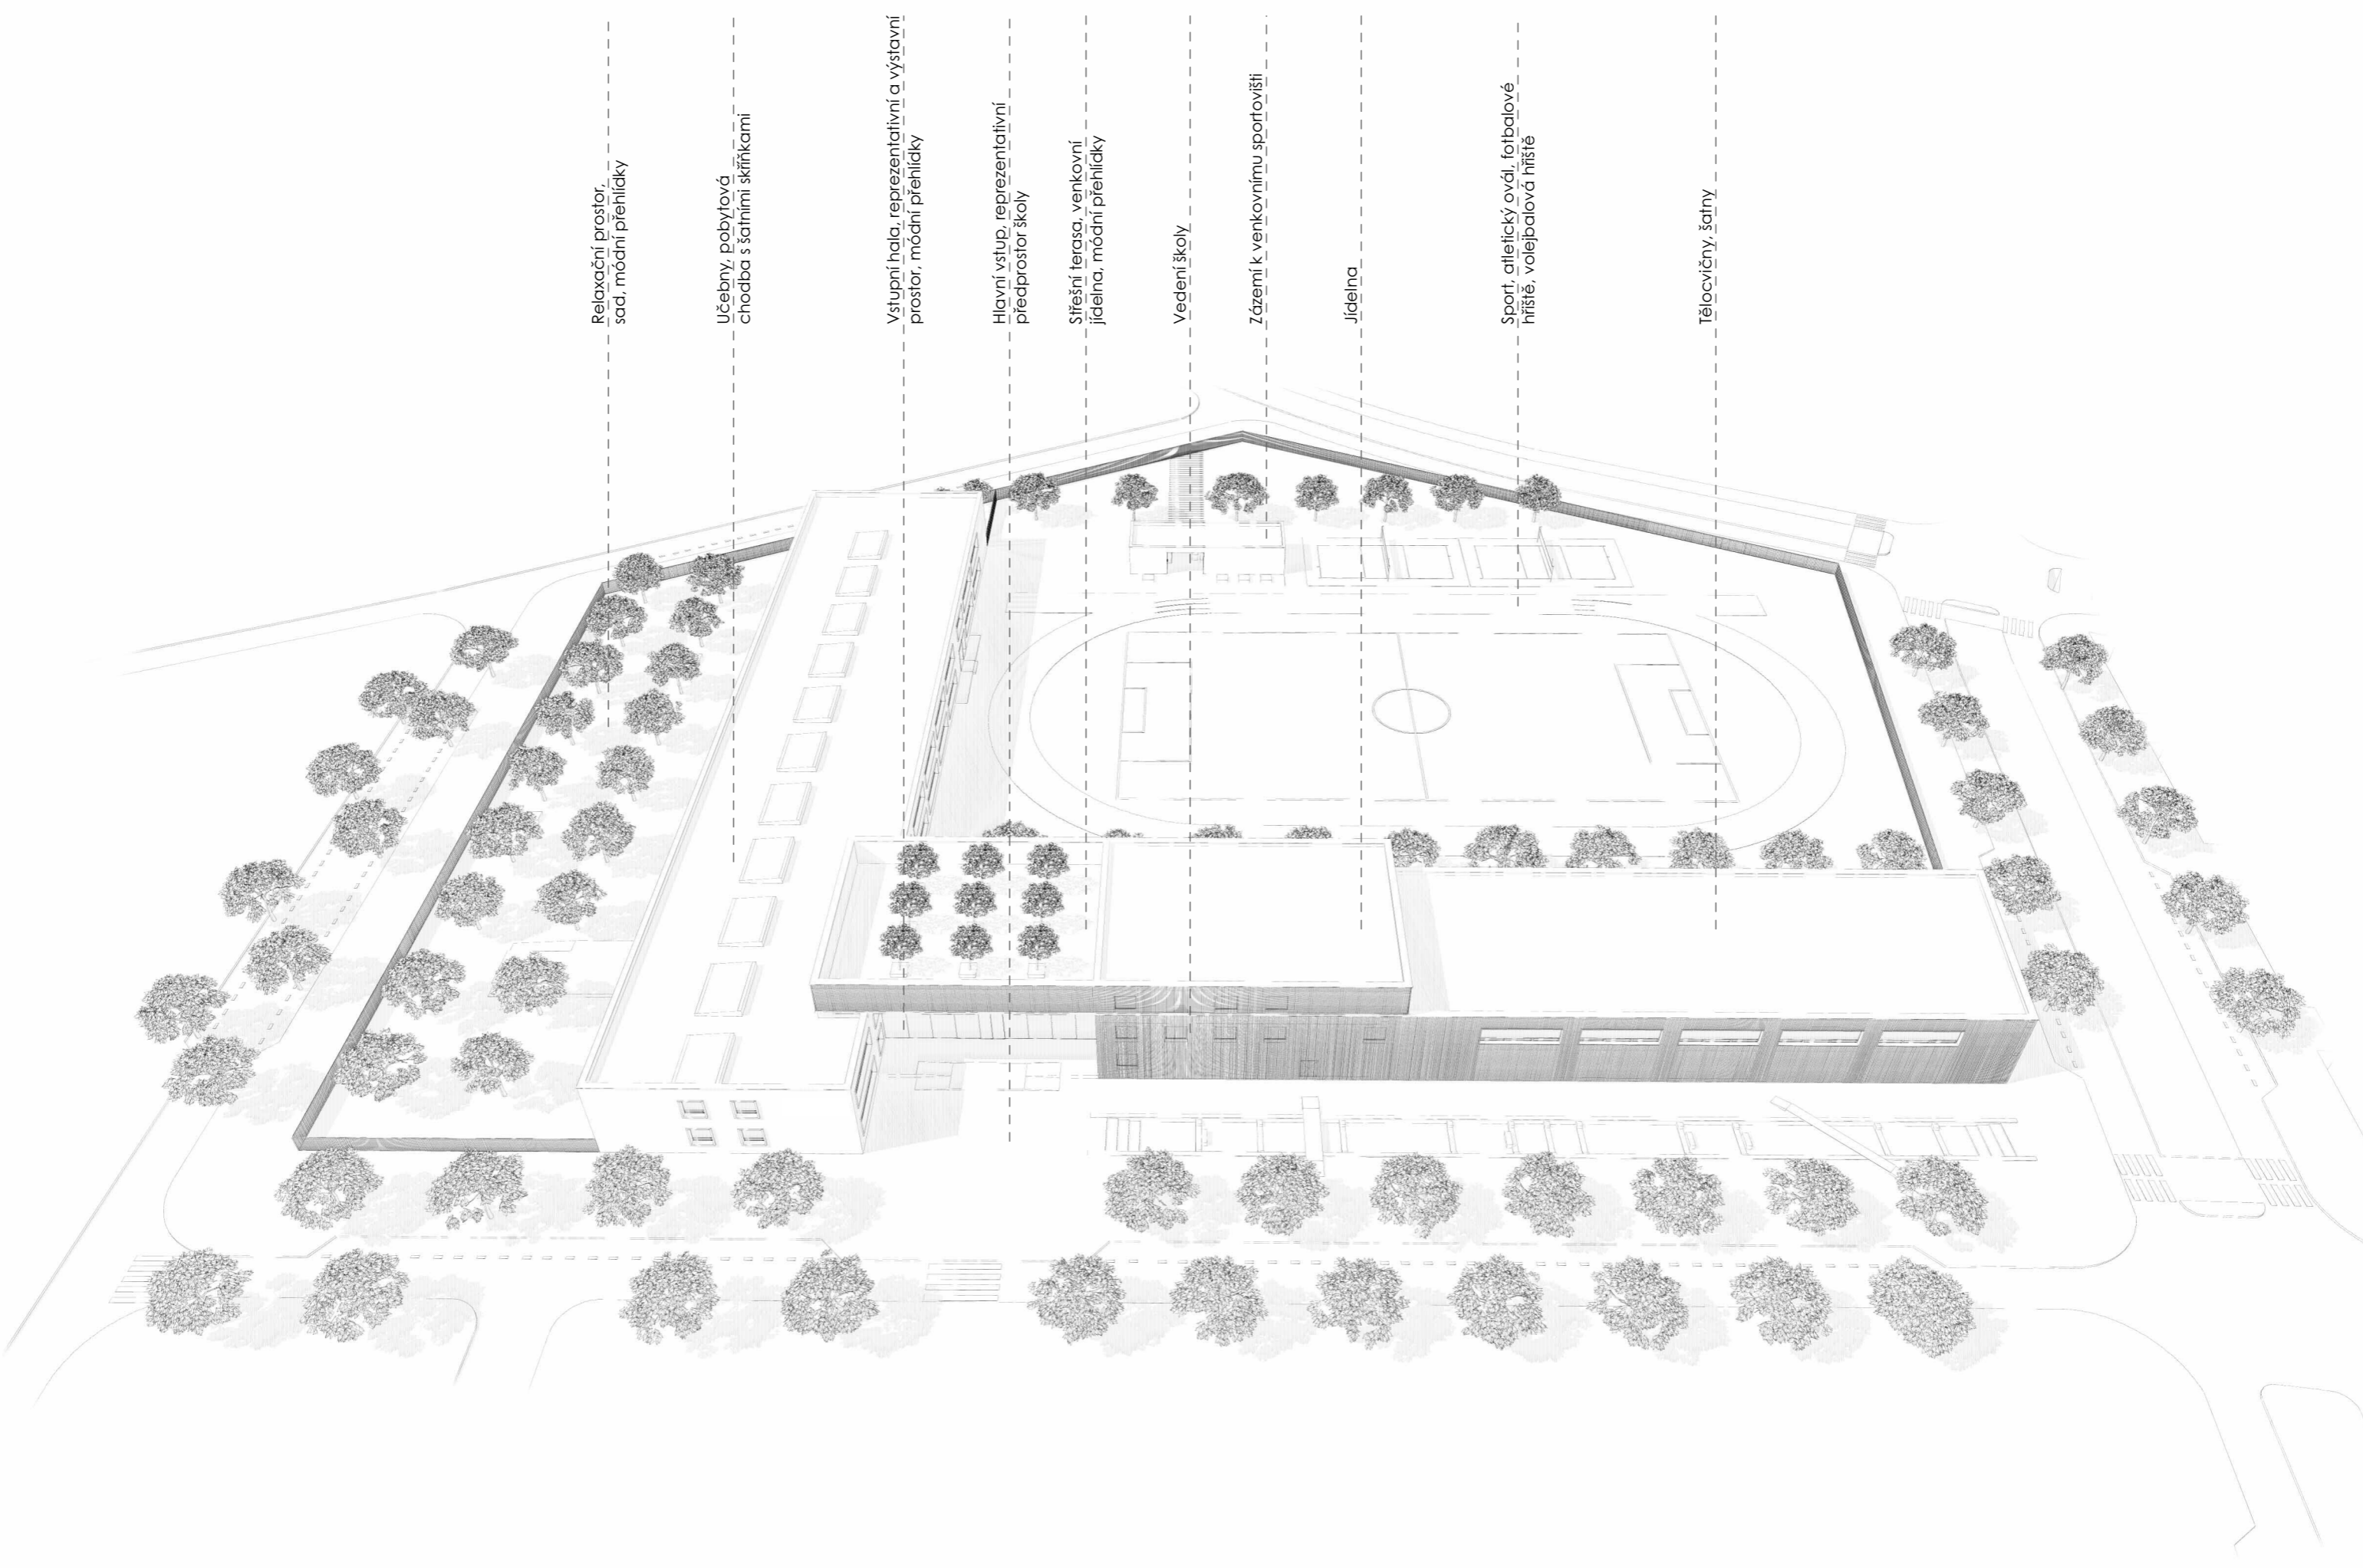 Relaxační prostor,
sad, módní přehlídky
Učebny, pobytová
chodba s šatními skříňkami
Vstupní hala, reprezentativní a výstavní
prostor, módní přehlídky
Hlavní vstup, reprezentativní
předprostor školy
Střešní terasa, venkovní
jídelna, módní přehlídky
Vedení školy
Zázemí k venkovnímu sportovišti
Jídelna
Sport, atletický ovál, fotbalové
hřiště, volejbalová hřiště
Tělocvičny, šatny